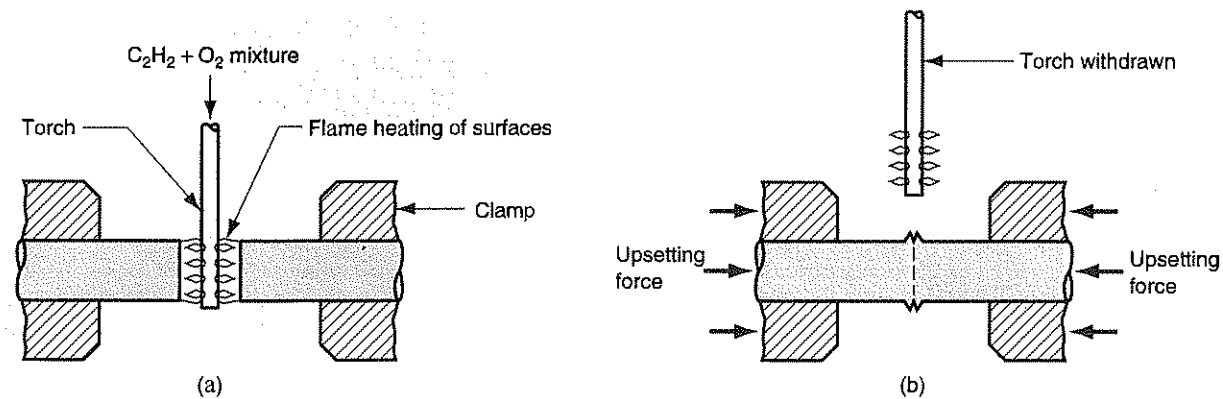 C₂H₂ + O₂ mixture
Torch
Flame heating of surfaces
Clamp
(a)
Torch withdrawn
Upsetting
force
Upsetting
force
(b)